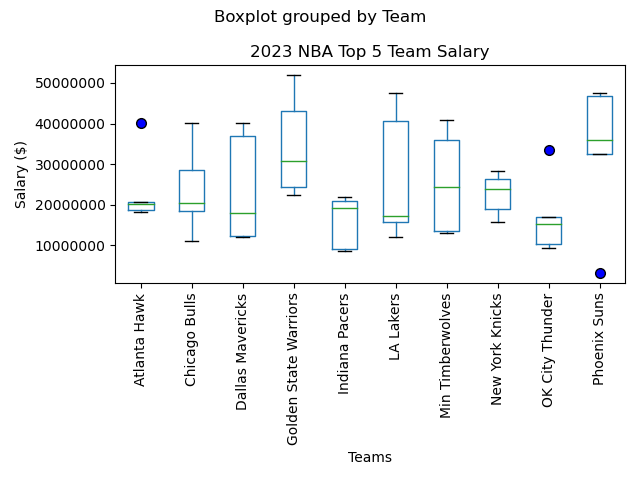 Boxplot grouped by Team
2023 NBA Top 5 Team Salary
Salary ($)
50000000
40000000
30000000
20000000
10000000
Atlanta Hawk
Chicago Bulls
Dallas Mavericks
Golden State Warriors
Indiana Pacers
LA Lakers
Min Timberwolves
New York Knicks
OK City Thunder
Phoenix Suns
Teams